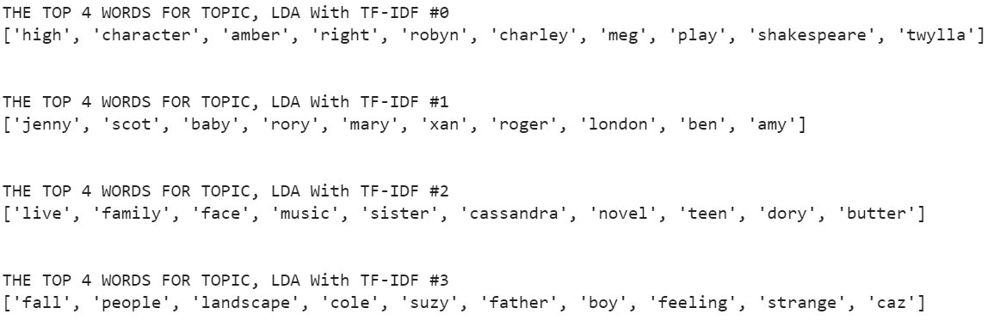 THE TOP 4 WORDS FOR TOPIC, LDA With TF-IDF #0
['high', 'character', 'amber', 'right', 'robyn', 'charley', 'meg', 'play', 'shakespeare', 'twylla']
THE TOP 4 WORDS FOR TOPIC, LDA With TF-IDF #1
['jenny', 'scot', 'baby', 'rory', 'mary', 'xan', 'roger', 'london', 'ben', 'amy']
THE TOP 4 WORDS FOR TOPIC, LDA With TF-IDF #2
['live', 'family', 'face', 'music', 'sister', 'cassandra', 'novel', 'teen', 'dory', 'butter']
THE TOP 4 WORDS FOR TOPIC, LDA With TF-IDF #3
['fall', 'people', 'landscape', 'cole', 'suzy', 'father', 'boy', 'feeling', 'strange', 'caz']